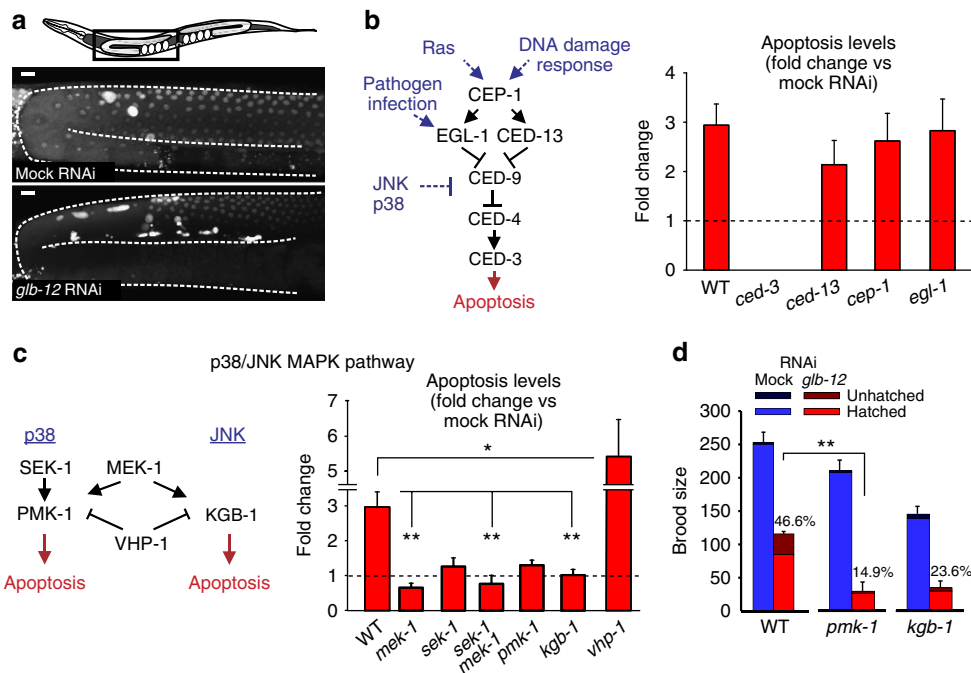 a
Mock RNAi
glb-12 RNAi
b
Ras
DNA damage
response
Pathogen
infection
CEP-1
EGL-1 CED-13
CED-9
JNK
p38
CED-4
CED-3
Apoptosis
Apoptosis levels
(fold change vs
mock RNAi)
Fold change
4
3
2
1
0
WT
ced-3
ced-13
cep-1
egl-1
c
p38/JNK MAPK pathway
p38
JNK
SEK-1 MEK-1
PMK-1
KGB-1
VHP-1
Apoptosis
Apoptosis
Apoptosis levels
(fold change vs
mock RNAi)
Fold change
7
6
5
3
2
1
0
*
** ** **
WT
mek-1
sek-1
sek-1
mek-1
pmk-1
kgb-1
vhp-1
d
RNAi
Mock glb-12
Unhatched
Hatched
Brood size
300
250
200
150
100
50
0
**
46.6%
14.9%
23.6%
WT
pmk-1
kgb-1